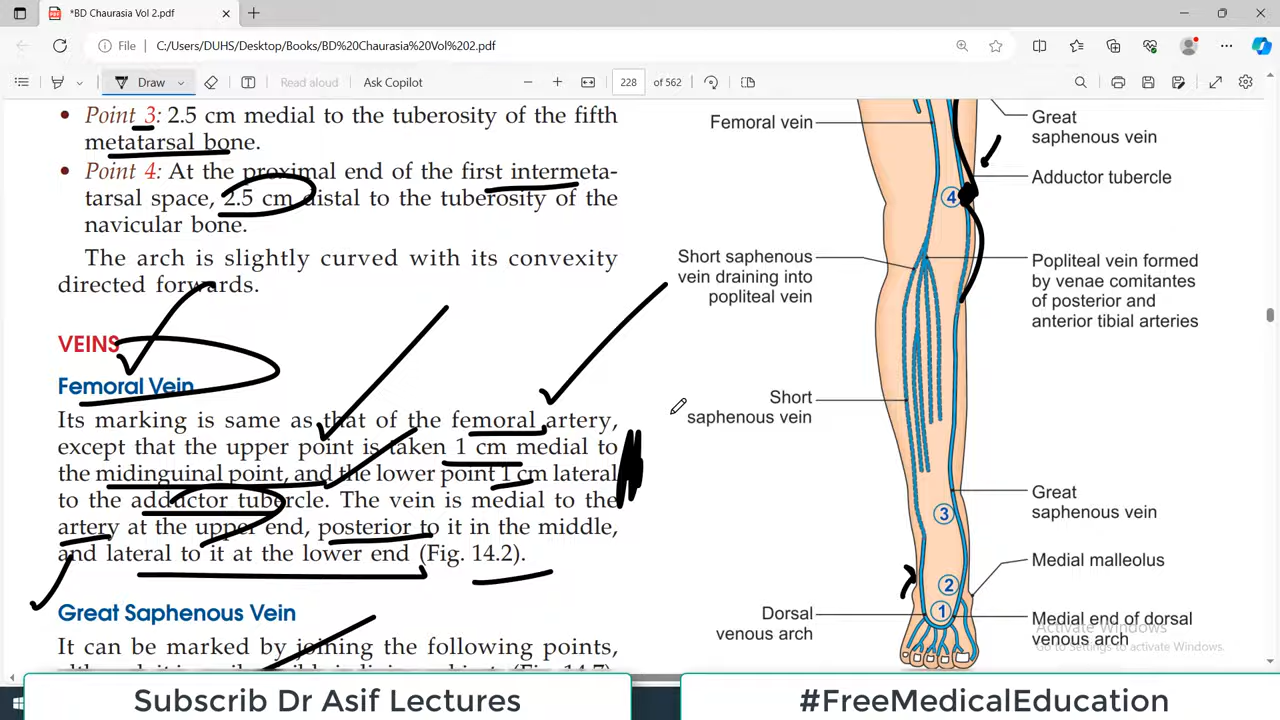 *BD Chaurasia Vol 2.pdf
File
C:/Users/DUHS/Desktop/Books/BD%20Chaurasia%20Vol%202.pdf
Draw
Read aloud
Ask Copilot
228 of 562
• Point 3: 2.5 cm medial to the tuberosity of the fifth
metatarsal bone.
• Point 4: At the proximal end of the first intermeta-
tarsal space, 2.5 cm distal to the tuberosity of the
navicular bone.
The arch is slightly curved with its convexity
directed forwards.
VEINS
Femoral Vein
Its marking is same as that of the femoral artery,
except that the upper point is taken 1 cm medial to
the midinguinal point, and the lower point 1 cm lateral
to the adductor tubercle. The vein is medial to the
artery at the upper end, posterior to it in the middle,
and lateral to it at the lower end (Fig. 14.2).
Great Saphenous Vein
It can be marked by joining the following points,
Femoral vein
Great
saphenous vein
Adductor tubercle
4
Short saphenous
vein draining into
popliteal vein
Popliteal vein formed
by venae comitantes
of posterior and
anterior tibial arteries
Short
saphenous vein
Great
saphenous vein
3
Medial malleolus
2
1
Dorsal
venous arch
Medial end of dorsal
venous arch
Activate Windows
Go to Settings to activate Windows.
Subscrib Dr Asif Lectures
#FreeMedicalEducation